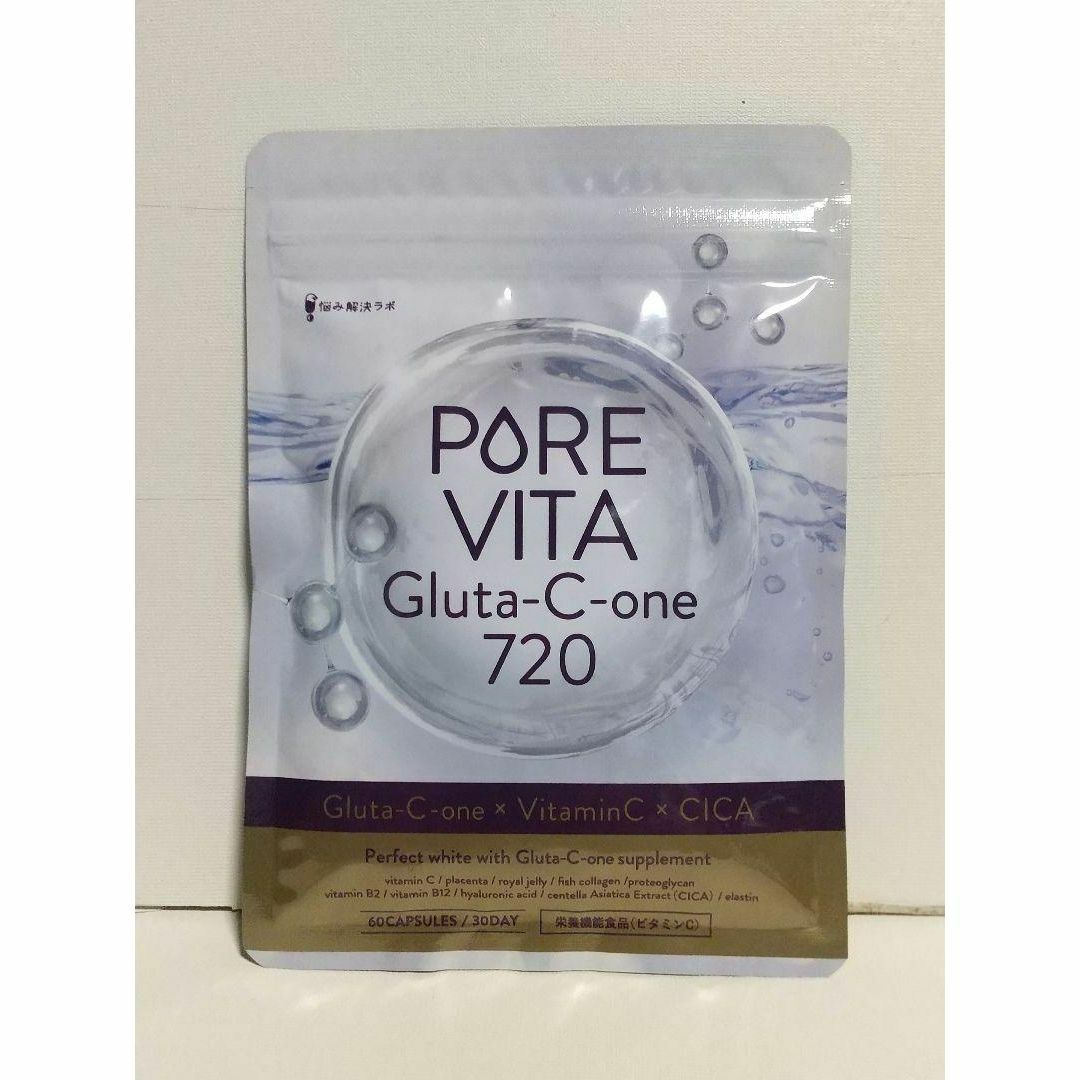 悩み解決ラボ
PORE
VITA
Gluta-C-one
720
Gluta-C-one × VitaminC × CICA
Perfect white with Gluta-C-one supplement
vitamin C / placenta / royal jelly / fish collagen /proteoglycan
vitamin B2 / vitamin B12 / hyaluronic acid / centella Asiatica Extract (CICA) / elastin
60CAPSULES / 30DAY 栄養機能食品(ビタミンC)